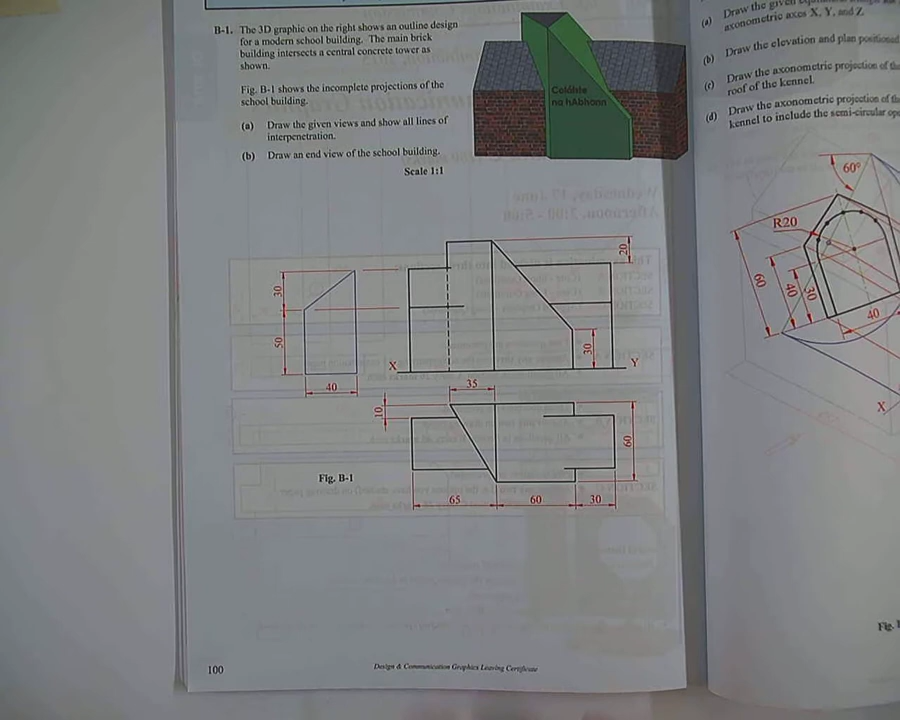 B-1. The 3D graphic on the right shows an outline design
for a modern school building. The main brick
building intersects a central concrete tower as
shown.
Fig. B-1 shows the incomplete projections of the
school building.
(a) Draw the given views and show all lines of
interpenetration.
(b) Draw an end view of the school building.
Scale 1:1
Coláiste
na hAbhann
30
50
40
20
30
X
Y
35
10
60
65
60
30
Fig. B-1
100
Design & Communication Graphics Leaving Certificate
(a) Draw the given
axonometric axes X, Y, and Z.
(b) Draw the elevation and plan positioned
(c) Draw the axonometric projection of the
roof of the kennel.
(d) Draw the axonometric projection of the
kennel to include the semi-circular
60°
R20
60
40
30
40
X
Fig.